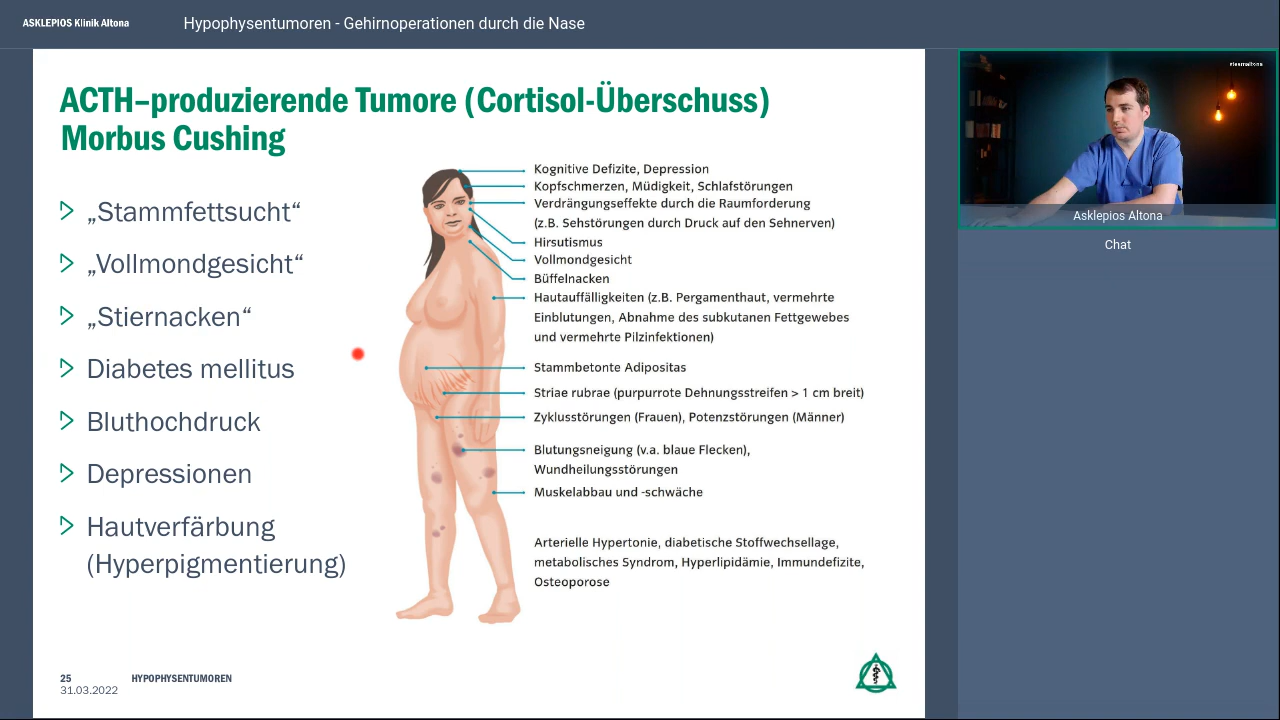 ASKLEPIOS Klinik Altona
Hypophysentumoren - Gehirnoperationen durch die Nase
ACTH–produzierende Tumore (Cortisol-Überschuss)
Morbus Cushing
„Stammfettsucht“
„Vollmondgesicht“
„Stiernacken“
Diabetes mellitus
Bluthochdruck
Depressionen
Hautverfärbung
(Hyperpigmentierung)
Kognitive Defizite, Depression
Kopfschmerzen, Müdigkeit, Schlafstörungen
Verdrängungseffekte durch die Raumforderung
(z.B. Sehstörungen durch Druck auf den Sehnerven)
Hirsutismus
Vollmondgesicht
Büffelnacken
Hautauffälligkeiten (z.B. Pergamenthaut, vermehrte
Einblutungen, Abnahme des subkutanen Fettgewebes
und vermehrte Pilzinfektionen)
Stammbetonte Adipositas
Striae rubrae (purpurrote Dehnungsstreifen > 1 cm breit)
Zyklusstörungen (Frauen), Potenzstörungen (Männer)
Blutungsneigung (v.a. blaue Flecken),
Wundheilungsstörungen
Muskelabbau und -schwäche
Arterielle Hypertonie, diabetische Stoffwechsellage,
metabolisches Syndrom, Hyperlipidämie, Immundefizite,
Osteoporose
25 HYPOPHYSENTUMOREN
31.03.2022
#teamaltona
Asklepios Altona
Chat